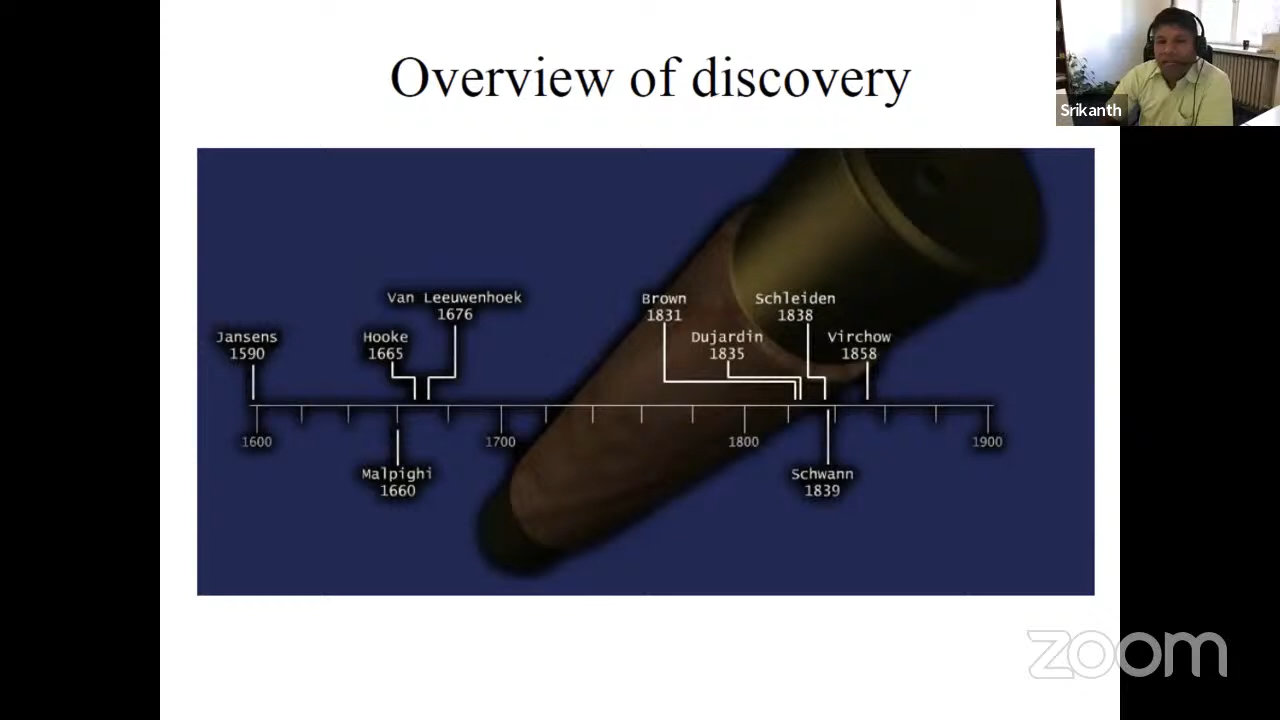 Overview of discovery
Srikanth
Van Leeuwenhoek
1676
Brown
1831
Schleiden
1838
Jansens
1590
Hooke
1665
Dujardin
1835
Virchow
1858
1600
1700
1800
1900
Malpighi
1660
Schwann
1839
zoom